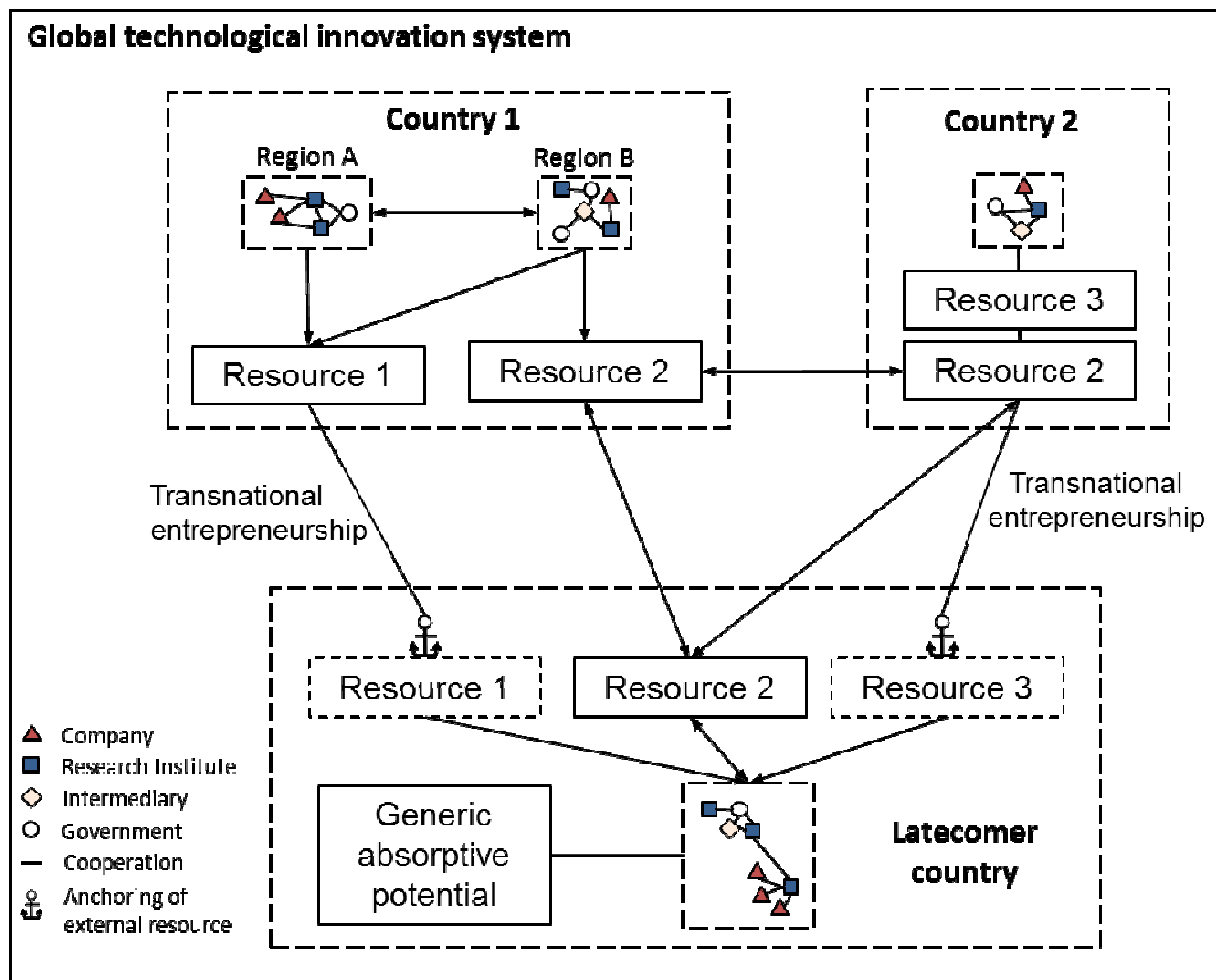 Global technological innovation system
Country 1
Country 2
Region A
Region B
Resource 3
Resource 1
Resource 2
Resource 2
Transnational
entrepreneurship
Transnational
entrepreneurship
Resource 1
Resource 2
Resource 3
Company
Research Institute
Intermediary
Government
Cooperation
Anchoring of
external resource
Generic
absorptive
potential
Latecomer
country